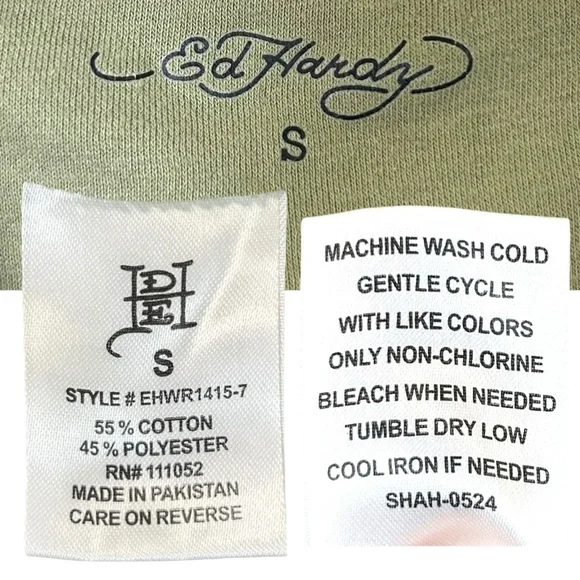 Ed Hardy
S
DE
H
S
STYLE # EHWR1415-7
55% COTTON
45% POLYESTER
RN# 111052
MADE IN PAKISTAN
CARE ON REVERSE
MACHINE WASH COLD
GENTLE CYCLE
WITH LIKE COLORS
ONLY NON-CHLORINE
BLEACH WHEN NEEDED
TUMBLE DRY LOW
COOL IRON IF NEEDED
SHAH-0524